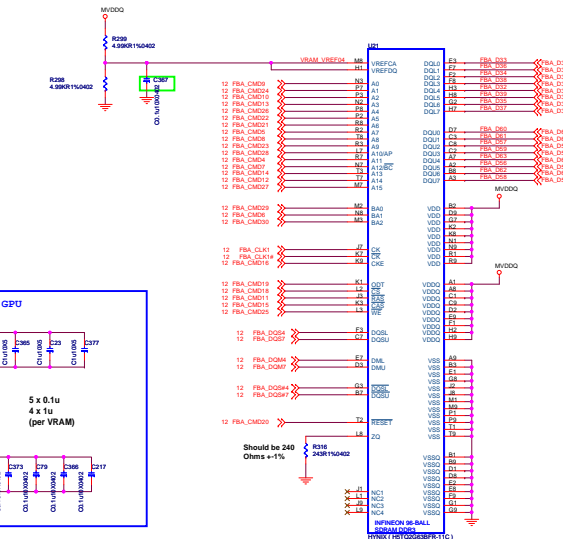 MVDDQ
R299
4.99KR1%0402
R298
4.99KR1%0402
C367
C0.1u10X0402
U21
VRAM_VREF04
M8 VREFCA
H1 VREFDQ
12 FBA_CMD9 N3 A0
12 FBA_CMD24 P7 A1
12 FBA_CMD10 P3 A2
12 FBA_CMD13 N2 A3
12 FBA_CMD26 P8 A4
12 FBA_CMD22 P2 A5
12 FBA_CMD21 R8 A6
12 FBA_CMD5 R2 A7
12 FBA_CMD8 T8 A8
12 FBA_CMD23 R3 A9
12 FBA_CMD28 L7 A10/AP
12 FBA_CMD4 R7 A11
12 FBA_CMD7 N7 A12/BC
12 FBA_CMD14 T3 A13
12 FBA_CMD12 T7 A14
12 FBA_CMD27 M7 A15
12 FBA_CMD29 M2 BA0
12 FBA_CMD6 N8 BA1
12 FBA_CMD30 M3 BA2
12 FBA_CLK1 J7 CK
12 FBA_CLK1# K7 CK
12 FBA_CMD16 K9 CKE
12 FBA_CMD19 K1 ODT
12 FBA_CMD18 L2 CS
12 FBA_CMD11 J3 RAS
12 FBA_CMD15 K3 CAS
12 FBA_CMD25 L3 WE
12 FBA_DQS4 F3 DQSL
12 FBA_DQS7 C7 DQSU
12 FBA_DQM4 E7 DML
12 FBA_DQM7 D3 DMU
12 FBA_DQS#4 G3 DQSL
12 FBA_DQS#7 B7 DQSU
12 FBA_CMD20 T2 RESET
L8 ZQ
Should be 240
Ohms +-1%
R316
243R1%0402
J1 NC1
L1 NC2
J9 NC3
L9 NC4
DQL0 E3 FBA_D33
DQL1 F7 FBA_D36
DQL2 F2 FBA_D34
DQL3 F8 FBA_D38
DQL4 H3 FBA_D32
DQL5 H8 FBA_D39
DQL6 G2 FBA_D35
DQL7 H7 FBA_D37
DQU0 D7 FBA_D60
DQU1 C3 FBA_D61
DQU2 C8 FBA_D57
DQU3 C2 FBA_D59
DQU4 A7 FBA_D56
DQU5 A2 FBA_D63
DQU6 B8 FBA_D62
DQU7 A3 FBA_D58
MVDDQ
VDD B2
VDD D9
VDD G7
VDD K2
VDD K8
VDD N1
VDD N9
VDD R1
VDD R9
MVDDQ
VDDQ A1
VDDQ A8
VDDQ C1
VDDQ C9
VDDQ D2
VDDQ E9
VDDQ F1
VDDQ H2
VDDQ H9
VSS A9
VSS B3
VSS E1
VSS G8
VSS J2
VSS J8
VSS M1
VSS M9
VSS P1
VSS P9
VSS T1
VSS T9
VSSQ B1
VSSQ B9
VSSQ D1
VSSQ D8
VSSQ E2
VSSQ E8
VSSQ F9
VSSQ G1
VSSQ G9
INFINEON 96-BALL
SDRAM DDR3
HYNIX ( H5TQ2G63BFR-11C )
GPU
C365
C23
C377
C1u10X5
C1u10X5
5 x 0.1u
4 x 1u
(per VRAM)
C373
C79
C366
C217
C0.1u10X0402
C0.1u10X0402
C0.1u10X0402